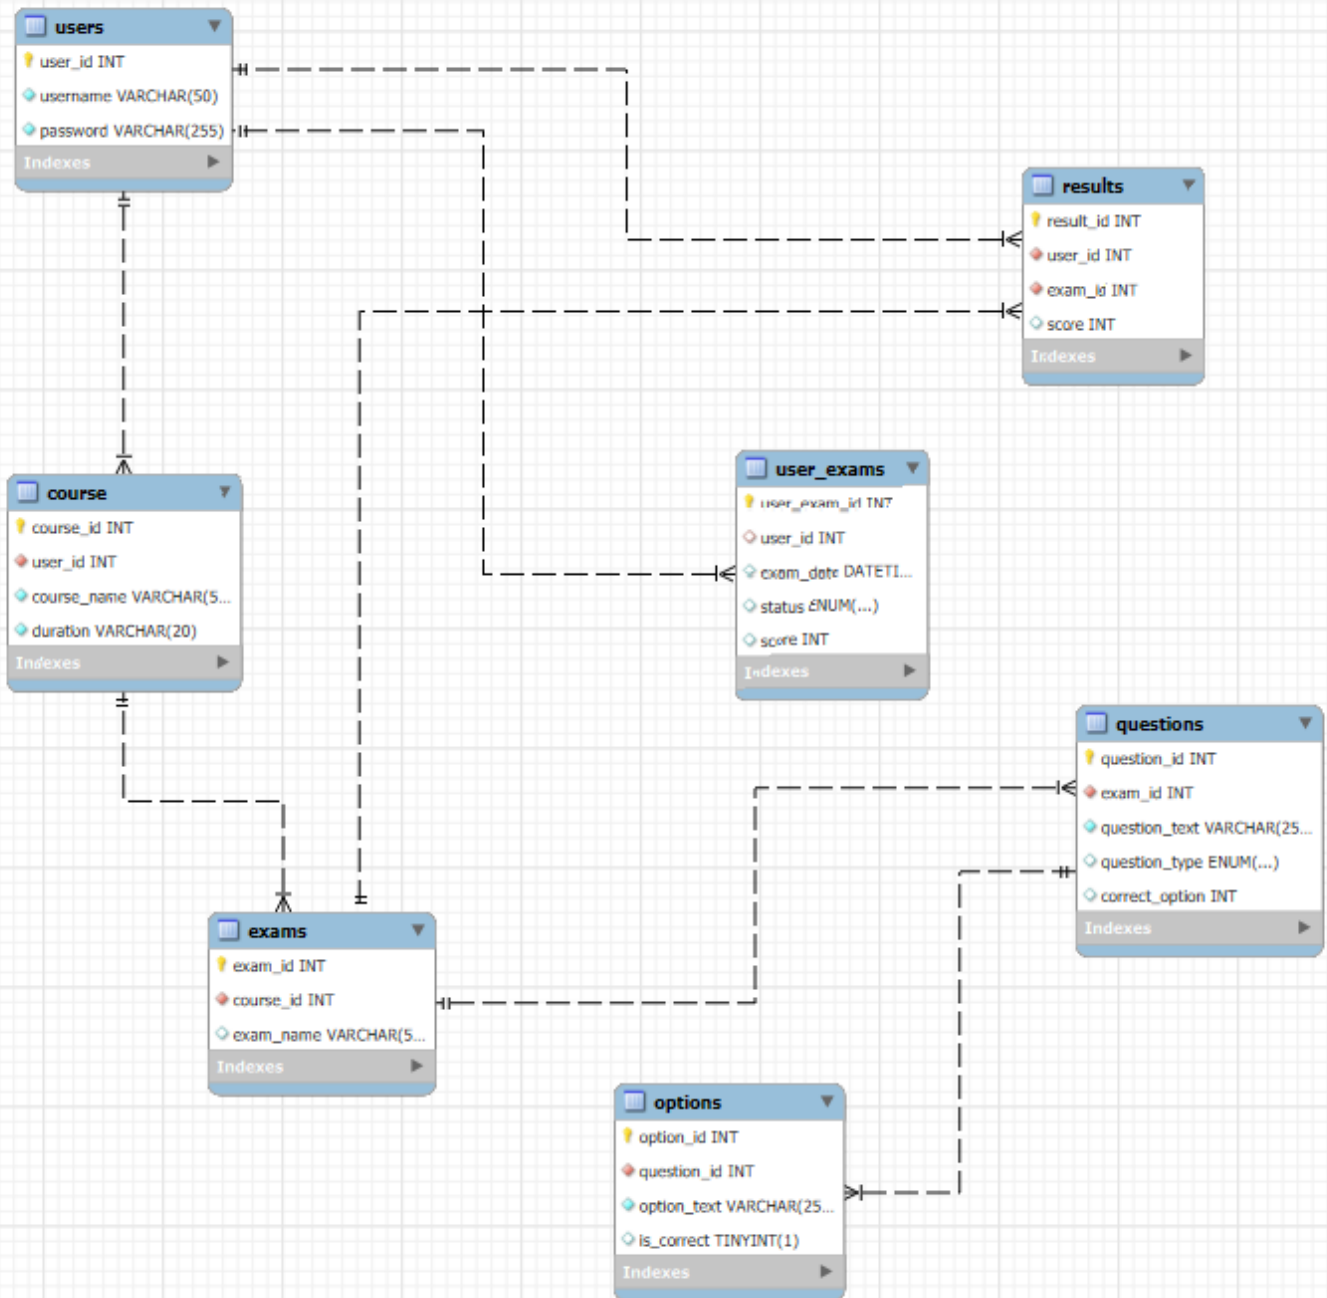 users
user_id INT
username VARCHAR(50)
password VARCHAR(255)
Indexes
results
result_id INT
user_id INT
exam_id INT
score INT
Indexes
course
course_id INT
user_id INT
course_name VARCHAR(5...
duration VARCHAR(20)
Indexes
user_exams
user_exam_id INT
user_id INT
exam_date DATETI...
status ENUM(...)
score INT
Indexes
questions
question_id INT
exam_id INT
question_text VARCHAR(25...
question_type ENUM(...)
correct_option INT
Indexes
exams
exam_id INT
course_id INT
exam_name VARCHAR(5...
Indexes
options
option_id INT
question_id INT
option_text VARCHAR(25...
is_correct TINYINT(1)
Indexes